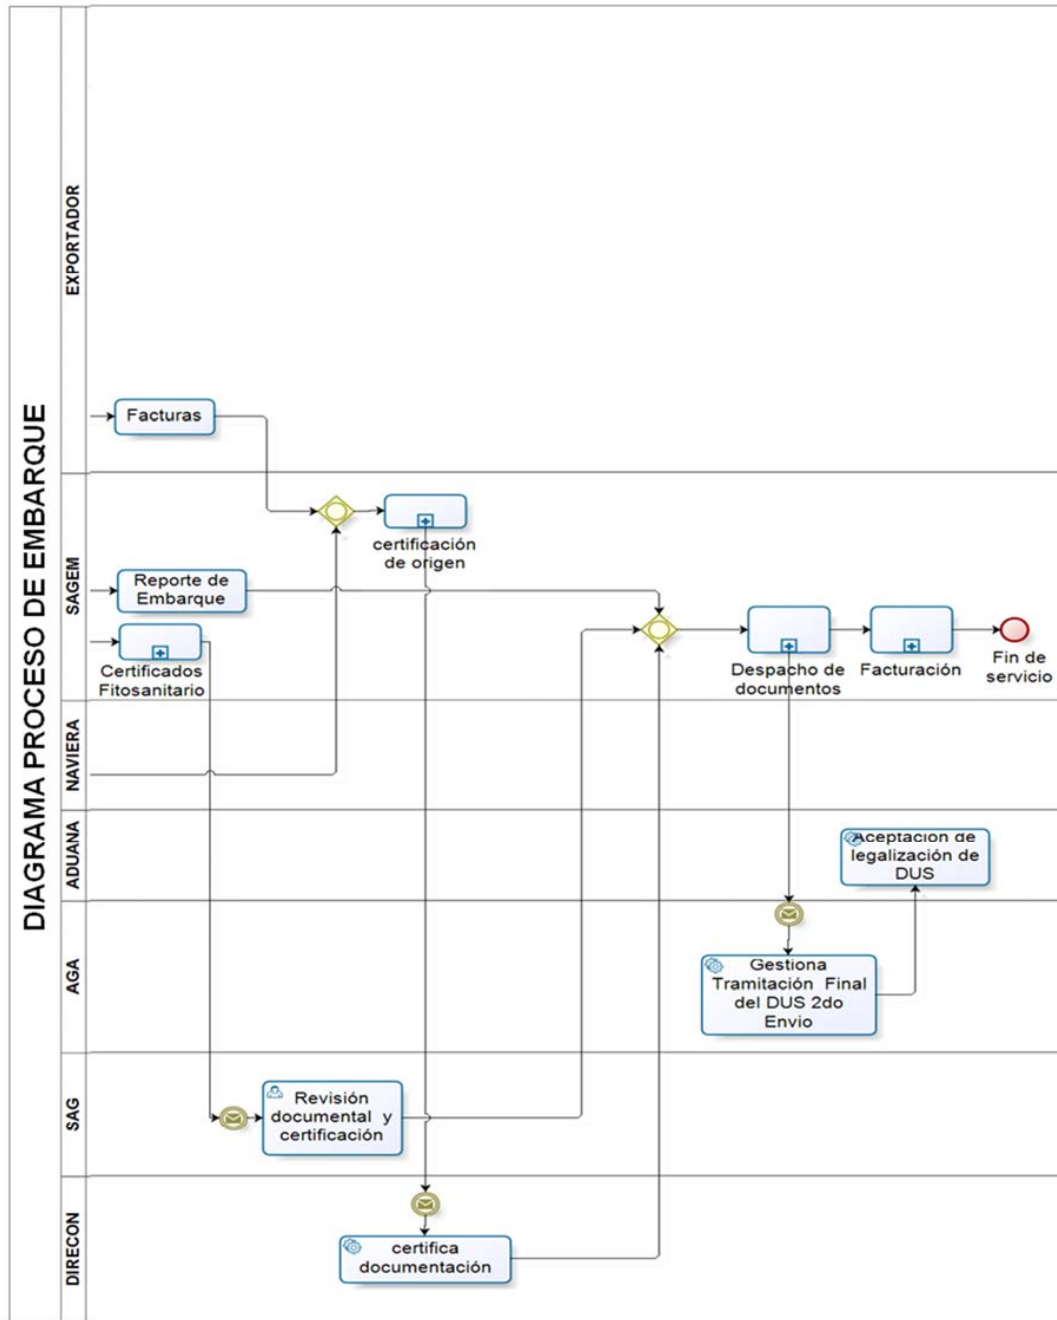 DIAGRAMA PROCESO DE EMBARQUE
EXPORTADOR
Facturas
SAGEM
certificación
de origen
Reporte de
Embarque
Certificados
Fitosanitario
Despacho de
documentos
Facturación
Fin de
servicio
NAVIERA
ADUANA
Aceptación de
legalización de
DUS
AGA
Gestiona
Tramitación Final
del DUS 2do
Envio
SAG
Revisión
documental y
certificación
DIRECON
certifica
documentación